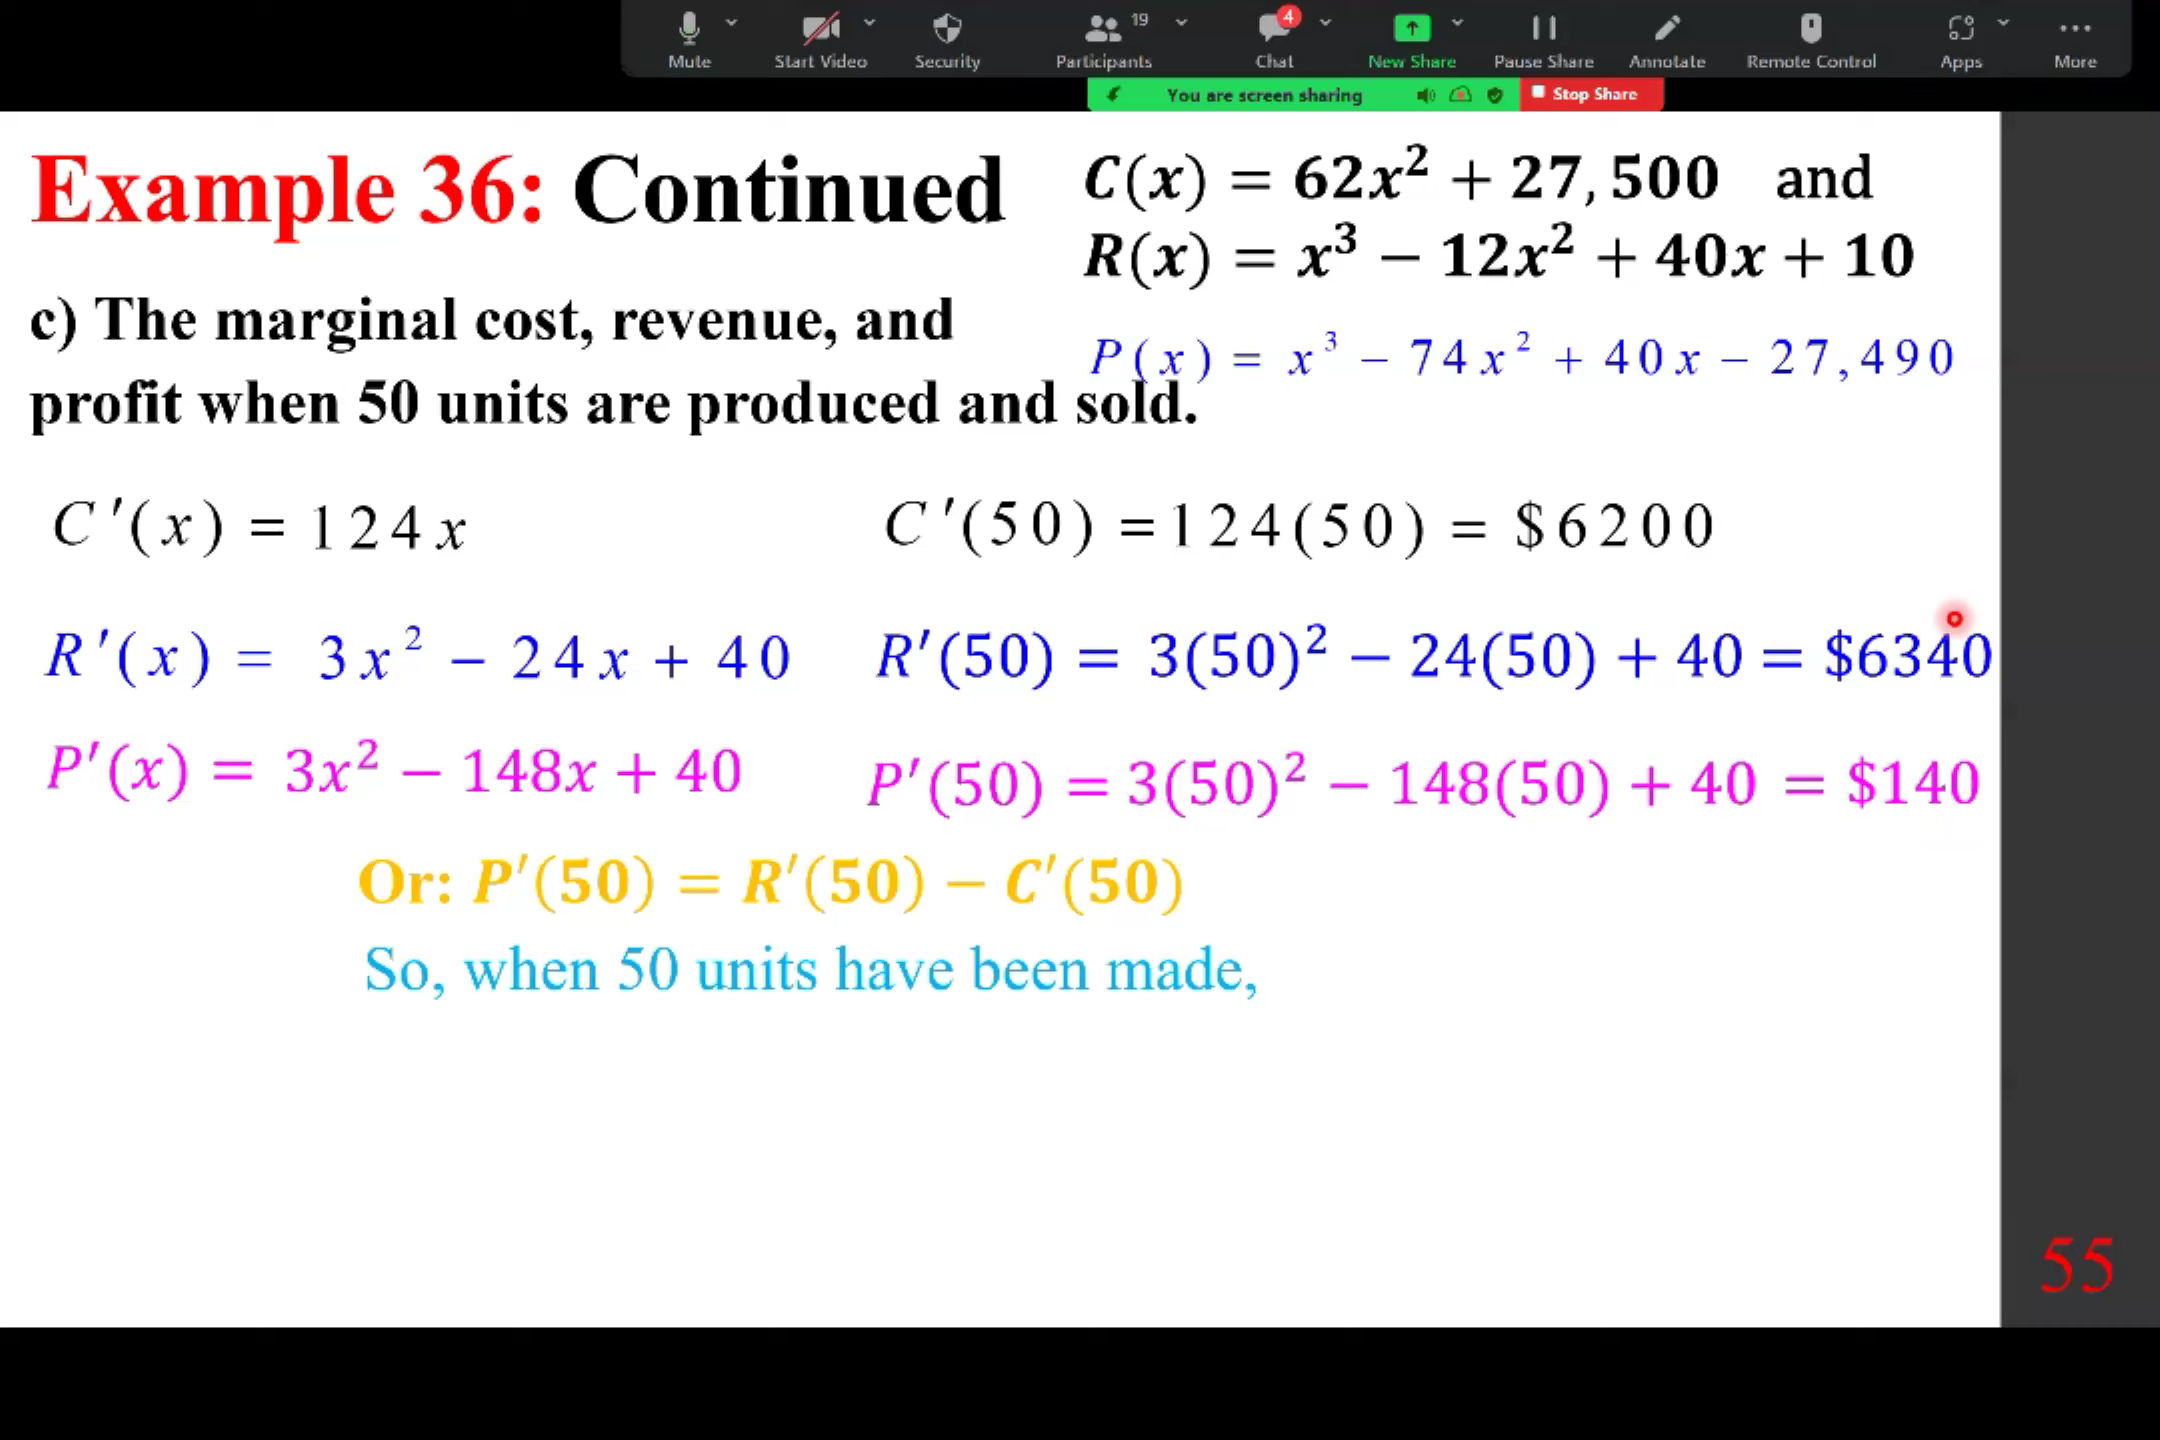 Mute Start Video Security Participants 19 Chat 4 New Share Pause Share Annotate Remote Control Apps More
You are screen sharing Stop Share
Example 36: Continued
C(x) = 62x² + 27,500 and
R(x) = x³ − 12x² + 40x + 10
P(x) = x³ − 74x² + 40x − 27,490
c) The marginal cost, revenue, and
profit when 50 units are produced and sold.
C′(x) = 124x C′(50) = 124(50) = $6200
R′(x) = 3x² − 24x + 40 R′(50) = 3(50)² − 24(50) + 40 = $6340
P′(x) = 3x² − 148x + 40 P′(50) = 3(50)² − 148(50) + 40 = $140
Or: P′(50) = R′(50) − C′(50)
So, when 50 units have been made,
55